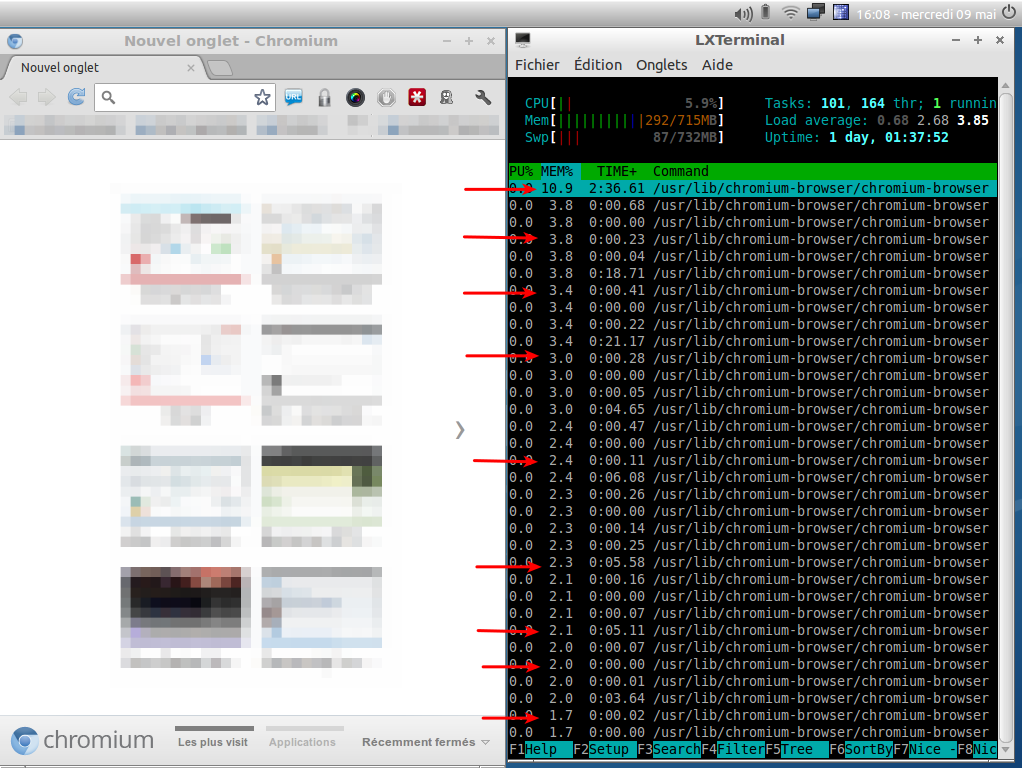 16:08 - mercredi 09 mai
Nouvel onglet - Chromium
Nouvel onglet
URL
chromium
Les plus visit
Applications
Récemment fermés
LXTerminal
Fichier Édition Onglets Aide
CPU[|| 5.9%] Tasks: 101, 164 thr; 1 runnin
Mem[|||||||||||292/715MB] Load average: 0.68 2.68 3.85
Swp[||| 87/732MB] Uptime: 1 day, 01:37:52
PU% MEM% TIME+ Command
0.0 10.9 2:36.61 /usr/lib/chromium-browser/chromium-browser
0.0 3.8 0:00.68 /usr/lib/chromium-browser/chromium-browser
0.0 3.8 0:00.00 /usr/lib/chromium-browser/chromium-browser
0.0 3.8 0:00.23 /usr/lib/chromium-browser/chromium-browser
0.0 3.8 0:00.04 /usr/lib/chromium-browser/chromium-browser
0.0 3.8 0:18.71 /usr/lib/chromium-browser/chromium-browser
0.0 3.4 0:00.41 /usr/lib/chromium-browser/chromium-browser
0.0 3.4 0:00.00 /usr/lib/chromium-browser/chromium-browser
0.0 3.4 0:00.22 /usr/lib/chromium-browser/chromium-browser
0.0 3.4 0:21.17 /usr/lib/chromium-browser/chromium-browser
0.0 3.0 0:00.28 /usr/lib/chromium-browser/chromium-browser
0.0 3.0 0:00.00 /usr/lib/chromium-browser/chromium-browser
0.0 3.0 0:00.05 /usr/lib/chromium-browser/chromium-browser
0.0 3.0 0:04.65 /usr/lib/chromium-browser/chromium-browser
0.0 2.4 0:00.47 /usr/lib/chromium-browser/chromium-browser
0.0 2.4 0:00.00 /usr/lib/chromium-browser/chromium-browser
0.0 2.4 0:00.11 /usr/lib/chromium-browser/chromium-browser
0.0 2.4 0:06.08 /usr/lib/chromium-browser/chromium-browser
0.0 2.3 0:00.26 /usr/lib/chromium-browser/chromium-browser
0.0 2.3 0:00.00 /usr/lib/chromium-browser/chromium-browser
0.0 2.3 0:00.14 /usr/lib/chromium-browser/chromium-browser
0.0 2.3 0:00.25 /usr/lib/chromium-browser/chromium-browser
0.0 2.3 0:05.58 /usr/lib/chromium-browser/chromium-browser
0.0 2.1 0:00.16 /usr/lib/chromium-browser/chromium-browser
0.0 2.1 0:00.00 /usr/lib/chromium-browser/chromium-browser
0.0 2.1 0:00.07 /usr/lib/chromium-browser/chromium-browser
0.0 2.1 0:05.11 /usr/lib/chromium-browser/chromium-browser
0.0 2.0 0:00.07 /usr/lib/chromium-browser/chromium-browser
0.0 2.0 0:00.00 /usr/lib/chromium-browser/chromium-browser
0.0 2.0 0:00.01 /usr/lib/chromium-browser/chromium-browser
0.0 2.0 0:03.64 /usr/lib/chromium-browser/chromium-browser
0.0 1.7 0:00.02 /usr/lib/chromium-browser/chromium-browser
0.0 1.7 0:00.00 /usr/lib/chromium-browser/chromium-browser
F1Help F2Setup F3SearchF4FilterF5Tree F6SortByF7Nice -F8Nic